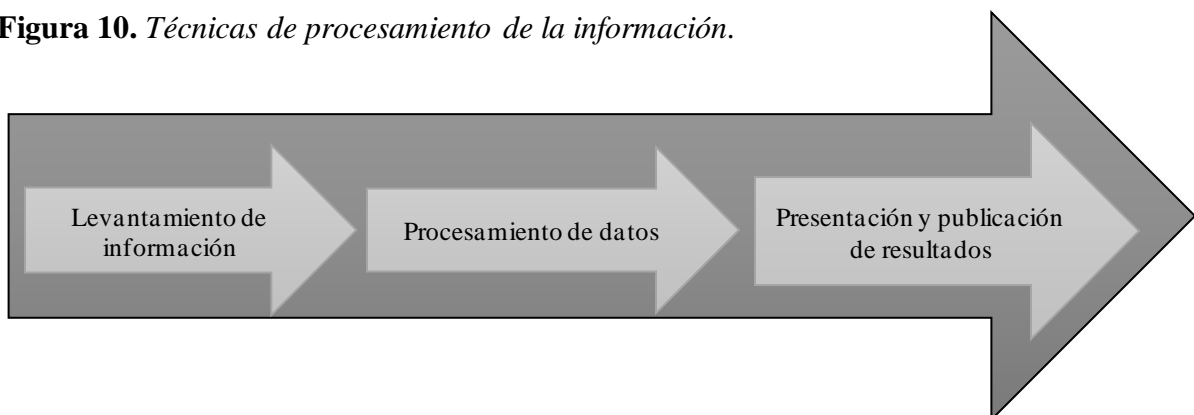 Figura 10. Técnicas de procesamiento de la información.
Levantamiento de
información
Procesamiento de datos
Presentación y publicación
de resultados